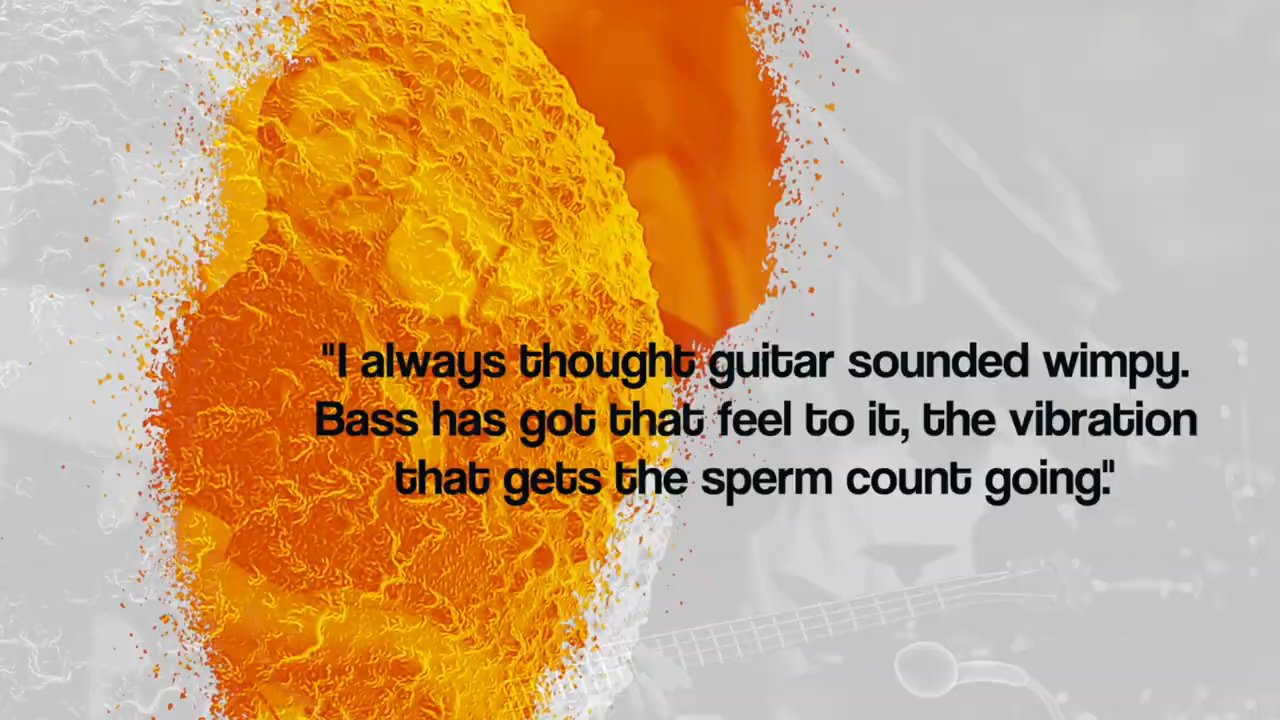 "I always thought guitar sounded wimpy.
Bass has got that feel to it, the vibration
that gets the sperm count going."